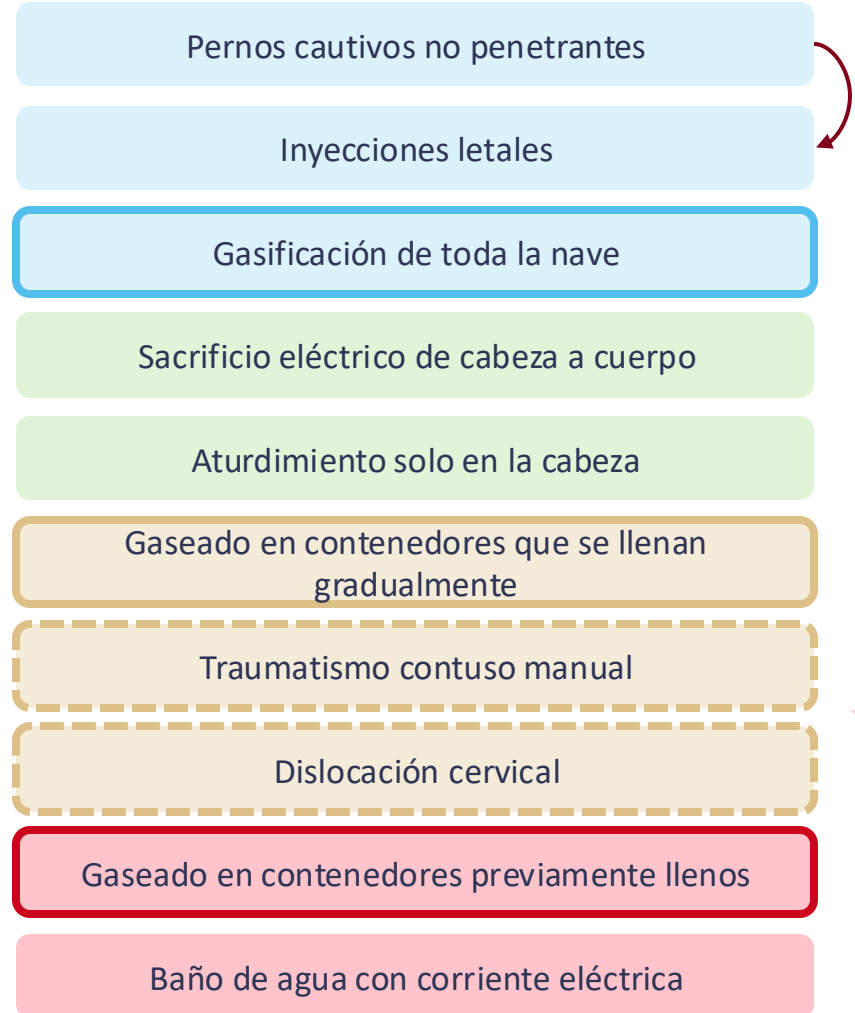 Pernos cautivos no penetrantes
Inyecciones letales
Gasificación de toda la nave
Sacrificio eléctrico de cabeza a cuerpo
Aturdimiento solo en la cabeza
Gaseado en contenedores que se llenan
gradualmente
Traumatismo contuso manual
Dislocación cervical
Gaseado en contenedores previamente llenos
Baño de agua con corriente eléctrica